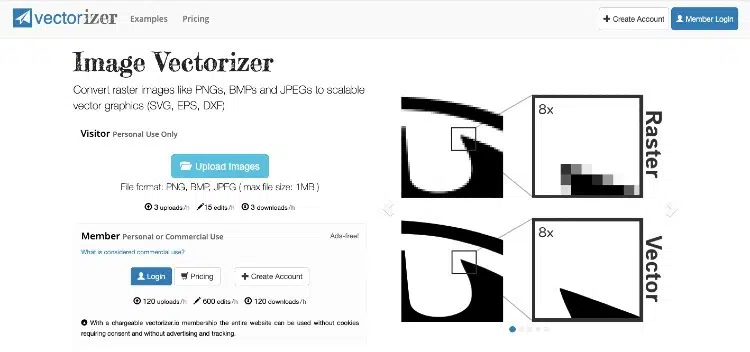 vectorizer Examples Pricing + Create Account Member Login
Image Vectorizer
Convert raster images like PNGs, BMPs and JPEGs to scalable
vector graphics (SVG, EPS, DXF)
Visitor Personal Use Only
Upload Images
File format: PNG, BMP, JPEG ( max file size: 1MB )
3 uploads/h 15 edits/h 3 downloads/h
Member Personal or Commercial Use Ads-free!
What is considered commercial use?
Login Pricing + Create Account
120 uploads/h 600 edits/h 120 downloads/h
With a chargeable vectorizer.io membership the entire website can be used without cookies
requiring consent and without advertising and tracking.
8x
Raster
8x
Vector